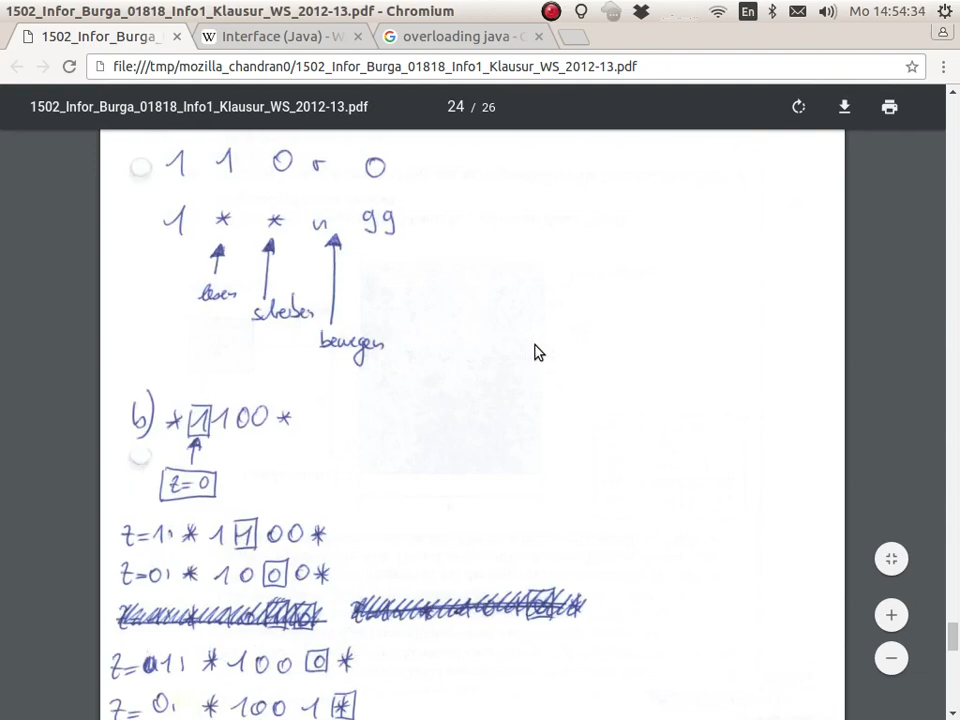 1502_Infor_Burga_01818_Info1_Klausur_WS_2012-13.pdf - Chromium
En
Mo 14:54:34
1502_Infor_Burga_
Interface (Java) - W
overloading java - G
file:///tmp/mozilla_chandran0/1502_Infor_Burga_01818_Info1_Klausur_WS_2012-13.pdf
1502_Infor_Burga_01818_Info1_Klausur_WS_2012-13.pdf
24 / 26
1 1 0 r 0
1 * * n 99
lesen
schreiben
bewegen
b) * 1 1 0 0 *
z=0
z=1: * 1 1 0 0 *
z=0: * 1 0 0 0 *
z=1: * 1 0 0 0 *
z=0: * 1 0 0 1 *